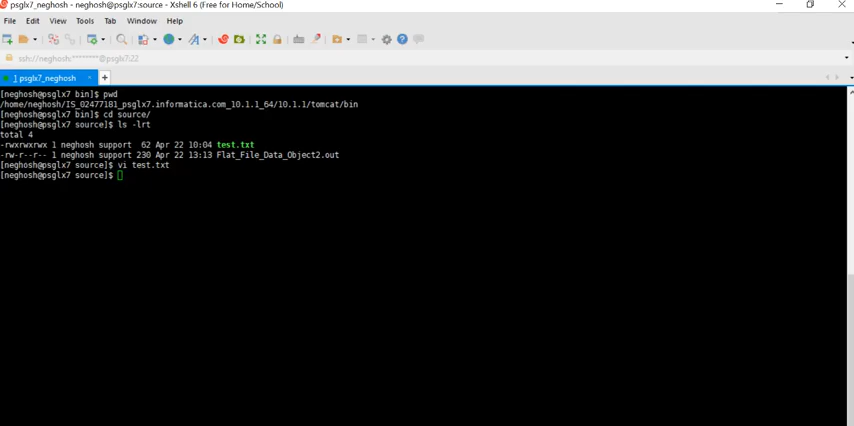 psglx7_neghosh - neghosh@psglx7:source - Xshell 6 (Free for Home/School)
File Edit View Tools Tab Window Help
ssh://neghosh:********@psglx7:22
1 psglx7_neghosh × +
[neghosh@psglx7 bin]$ pwd
/home/neghosh/IS_02477181_psglx7.informatica.com_10.1.1_64/10.1.1/tomcat/bin
[neghosh@psglx7 bin]$ cd source/
[neghosh@psglx7 source]$ ls -lrt
total 4
-rwxrwxrwx 1 neghosh support 62 Apr 22 10:04 test.txt
-rw-r--r-- 1 neghosh support 230 Apr 22 13:13 Flat_File_Data_Object2.out
[neghosh@psglx7 source]$ vi test.txt
[neghosh@psglx7 source]$